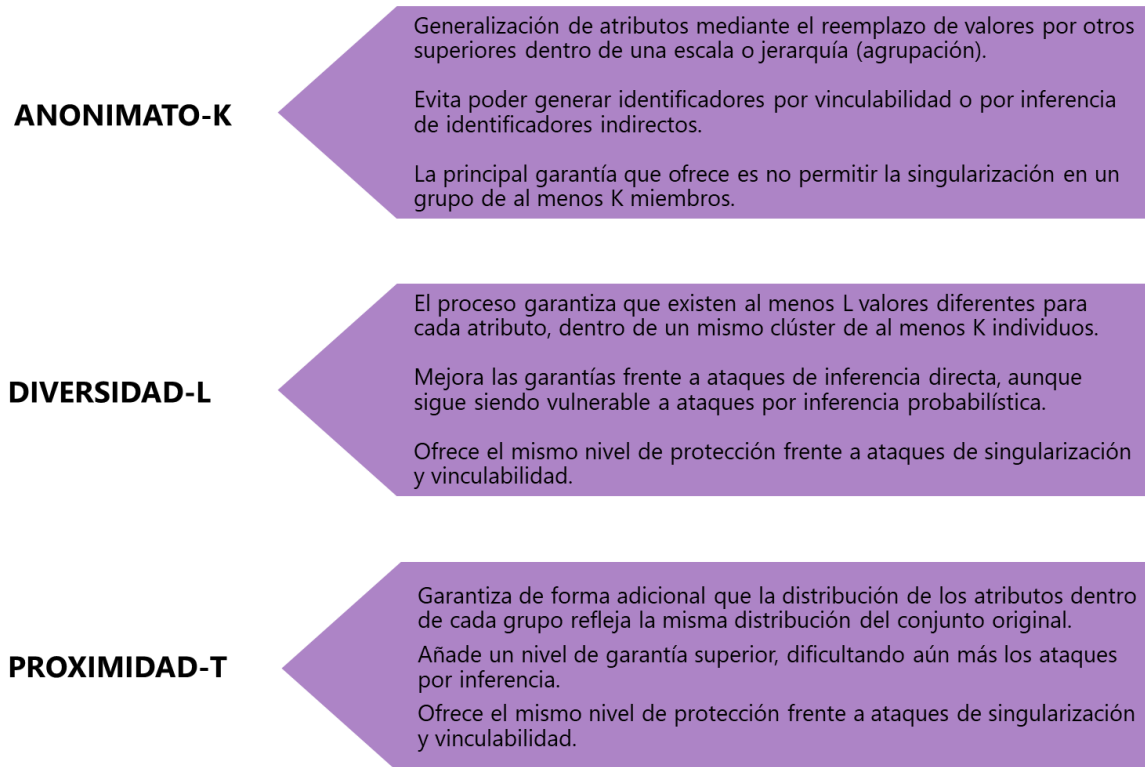 ANONIMATO-K
Generalización de atributos mediante el reemplazo de valores por otros
superiores dentro de una escala o jerarquía (agrupación).
Evita poder generar identificadores por vinculabilidad o por inferencia
de identificadores indirectos.
La principal garantía que ofrece es no permitir la singularización en un
grupo de al menos K miembros.
DIVERSIDAD-L
El proceso garantiza que existen al menos L valores diferentes para
cada atributo, dentro de un mismo clúster de al menos K individuos.
Mejora las garantías frente a ataques de inferencia directa, aunque
sigue siendo vulnerable a ataques por inferencia probabilística.
Ofrece el mismo nivel de protección frente a ataques de singularización
y vinculabilidad.
PROXIMIDAD-T
Garantiza de forma adicional que la distribución de los atributos dentro
de cada grupo refleja la misma distribución del conjunto original.
Añade un nivel de garantía superior, dificultando aún más los ataques
por inferencia.
Ofrece el mismo nivel de protección frente a ataques de singularización
y vinculabilidad.